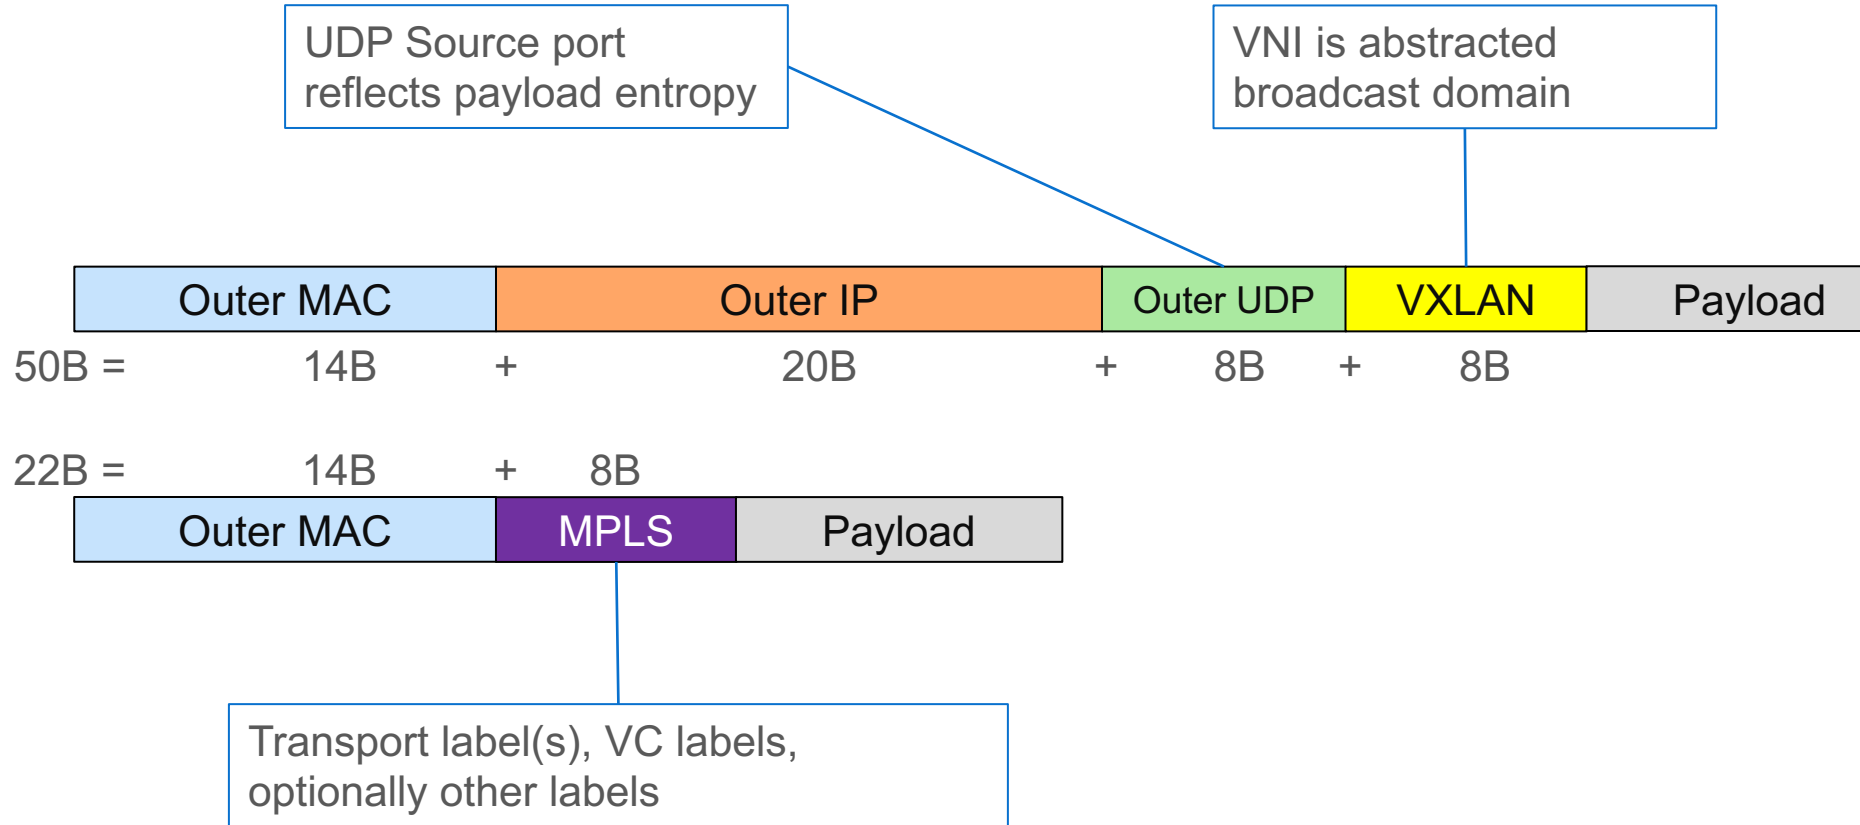 UDP Source port
reflects payload entropy
VNI is abstracted
broadcast domain
Outer MAC Outer IP Outer UDP VXLAN Payload
50B = 14B + 20B + 8B + 8B
22B = 14B + 8B
Outer MAC MPLS Payload
Transport label(s), VC labels,
optionally other labels